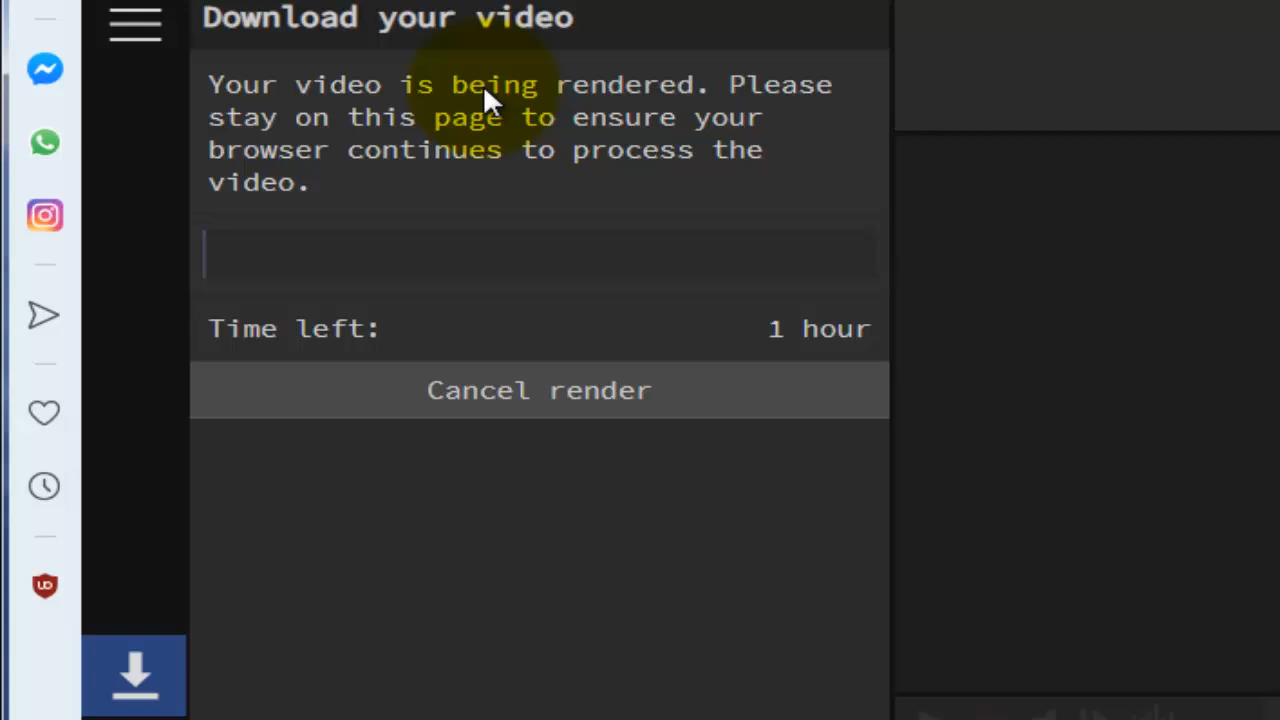 Download your video
Your video is being rendered. Please
stay on this page to ensure your
browser continues to process the
video.
Time left: 1 hour
Cancel render